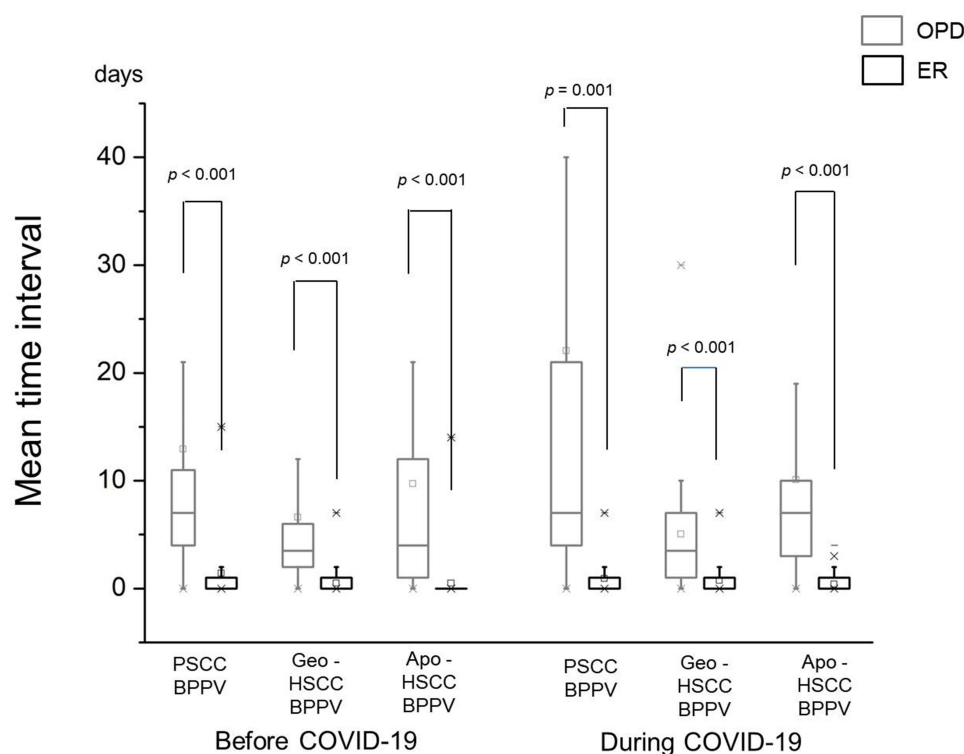 OPD
ER
days
Mean time interval
40
30
20
10
0
p < 0.001
p < 0.001
p < 0.001
p = 0.001
p < 0.001
p < 0.001
PSCC
BPPV
Geo -
HSCC
BPPV
Apo -
HSCC
BPPV
PSCC
BPPV
Geo -
HSCC
BPPV
Apo -
HSCC
BPPV
Before COVID-19
During COVID-19